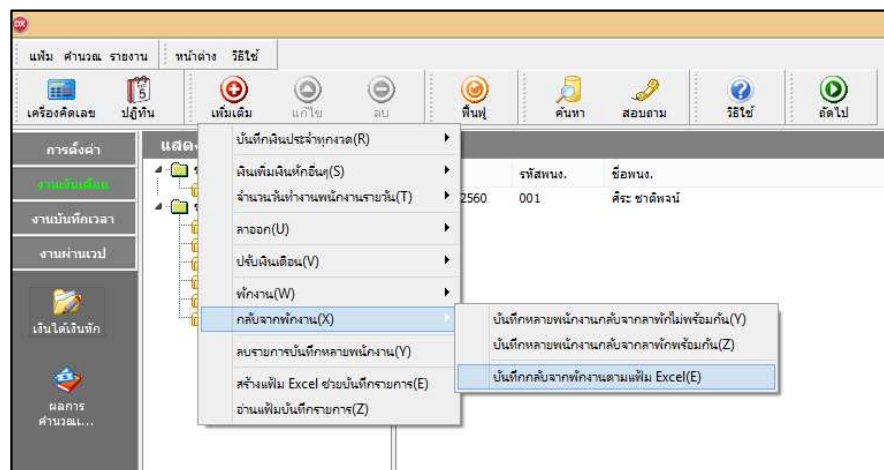 แฟ้ม คำนวณ รายงาน หน้าต่าง วิธีใช้
เครื่องคิดเลข ปฏิทิน เพิ่มเติม แก้ไข ลบ ฟื้นฟู ค้นหา สอบถาม วิธีใช้ ถัดไป
การตั้งค่า
งานเงินเดือน
งานบันทึกเวลา
งานผ่านเวป
เงินได้เงินหัก
ผลการ
คำนวณเ...
บันทึกเงินประจำทุกงวด(R)
เงินเพิ่มเงินหักอื่นๆ(S)
จำนวนวันทำงานพนักงานรายวัน(T)
ลาออก(U)
ปรับเงินเดือน(V)
พักงาน(W)
กลับจากพักงาน(X)
ลบรายการบันทึกหลายพนักงาน(Y)
สร้างแฟ้ม Excel ช่วยบันทึกรายการ(E)
อ่านแฟ้มบันทึกรายการ(Z)
รหัสพนง. ชื่อพนง.
2560 001 ศิระ ชาติพจน์
บันทึกหลายพนักงานกลับจากลาพักไม่พร้อมกัน(Y)
บันทึกหลายพนักงานกลับจากลาพักพร้อมกัน(Z)
บันทึกกลับจากพักงานตามแฟ้ม Excel(E)